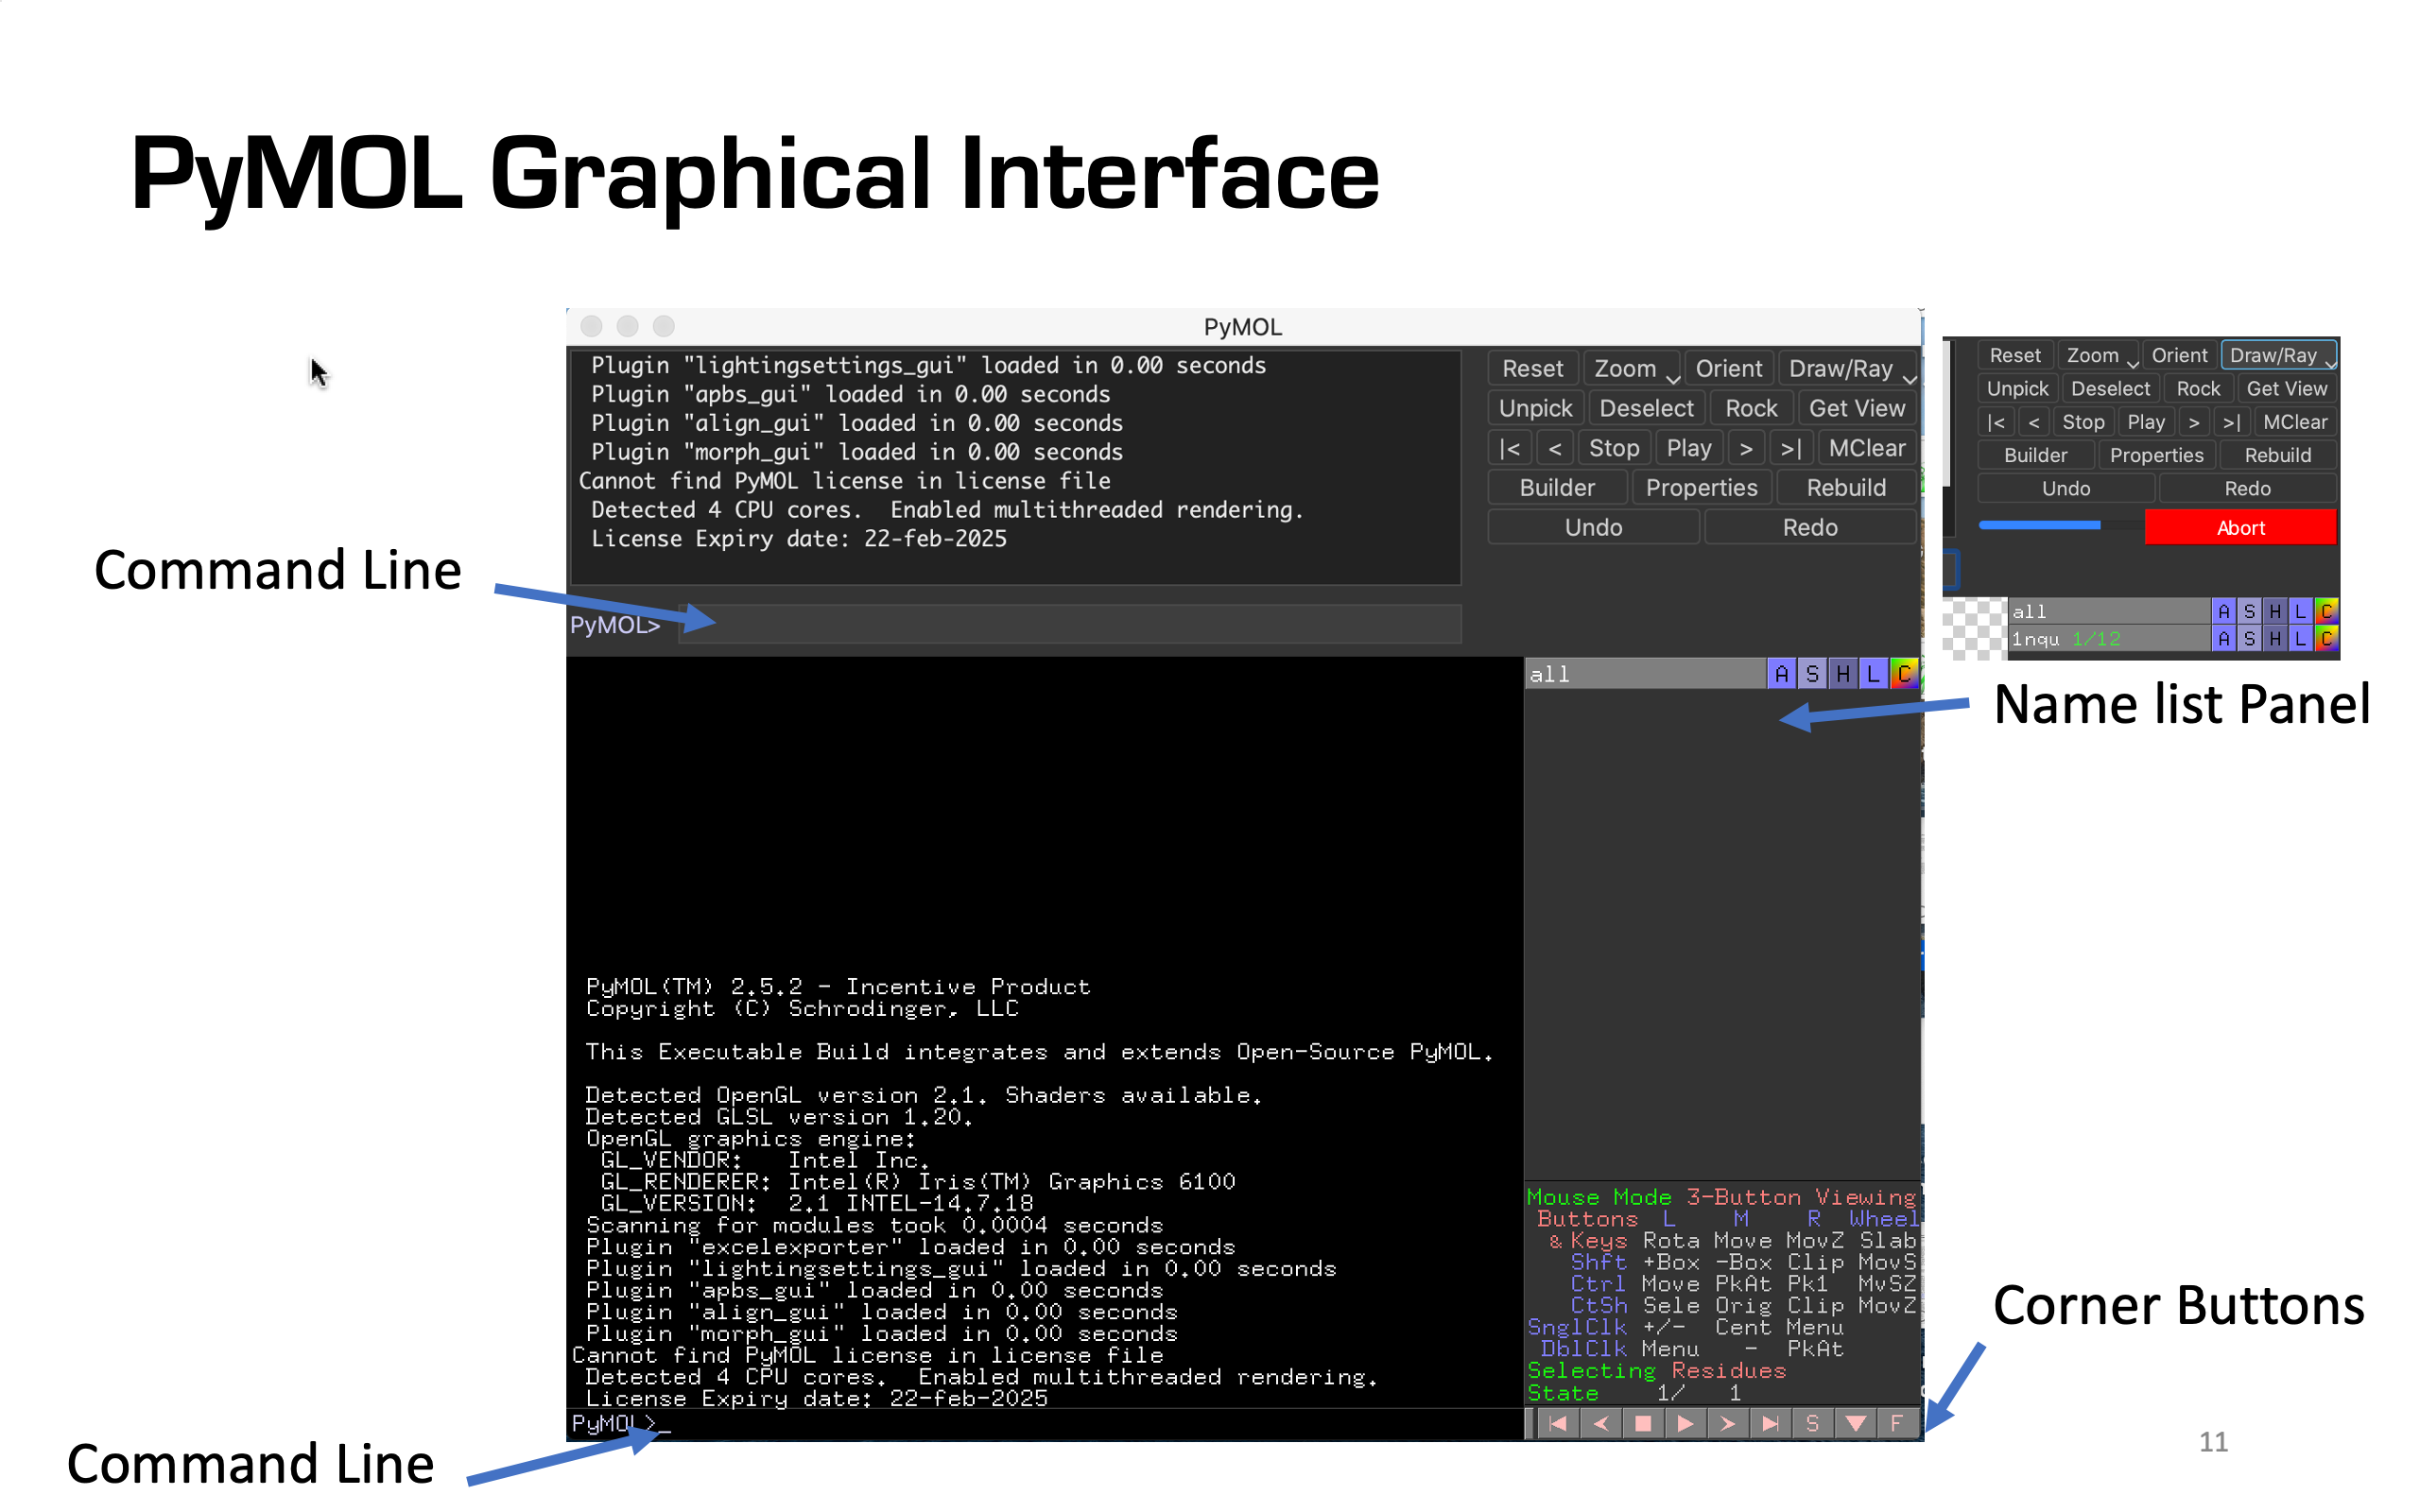 PyMOL Graphical Interface
PyMOL
Plugin "lightingsettings_gui" loaded in 0.00 seconds
Plugin "apbs_gui" loaded in 0.00 seconds
Plugin "align_gui" loaded in 0.00 seconds
Plugin "morph_gui" loaded in 0.00 seconds
Cannot find PyMOL license in license file
Detected 4 CPU cores.  Enabled multithreaded rendering.
License Expiry date: 22-feb-2025
Reset Zoom Orient Draw/Ray
Unpick Deselect Rock Get View
|< < Stop Play > >| MClear
Builder Properties Rebuild
Undo Redo
Reset Zoom Orient Draw/Ray
Unpick Deselect Rock Get View
|< < Stop Play > >| MClear
Builder Properties Rebuild
Undo Redo
Abort
all A S H L C
1nqu 1/12 A S H L C
Command Line
PyMOL>
all A S H L C
Name list Panel
PyMOL(TM) 2.5.2 - Incentive Product
Copyright (C) Schrodinger, LLC
This Executable Build integrates and extends Open-Source PyMOL.
Detected OpenGL version 2.1. Shaders available.
Detected GLSL version 1.20.
OpenGL graphics engine:
GL_VENDOR:   Intel Inc.
GL_RENDERER: Intel(R) Iris(TM) Graphics 6100
GL_VERSION:  2.1 INTEL-14.7.18
Scanning for modules took 0.0004 seconds
Plugin "excelexporter" loaded in 0.00 seconds
Plugin "lightingsettings_gui" loaded in 0.00 seconds
Plugin "apbs_gui" loaded in 0.00 seconds
Plugin "align_gui" loaded in 0.00 seconds
Plugin "morph_gui" loaded in 0.00 seconds
Cannot find PyMOL license in license file
Detected 4 CPU cores.  Enabled multithreaded rendering.
License Expiry date: 22-feb-2025
PyMOL>_
Mouse Mode 3-Button Viewing
Buttons L M R Wheel
& Keys Rota Move MovZ Slab
Shft +Box -Box Clip MovS
Ctrl Move PkAt Pk1 MvSZ
CtSh Sele Orig Clip MovZ
SnglClk +/- Cent Menu
DblClk Menu - PkAt
Selecting Residues
State 1/ 1
S F
Corner Buttons
Command Line
11